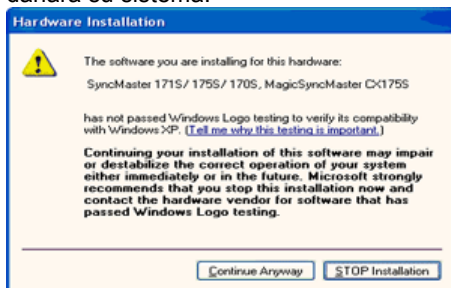 Hardware Installation
The software you are installing for this hardware:
SyncMaster 171S/ 175S/ 170S, MagicSyncMaster CX175S
has not passed Windows Logo testing to verify its compatibility
with Windows XP. (Tell me why this testing is important.)
Continuing your installation of this software may impair
or destabilize the correct operation of your system
either immediately or in the future. Microsoft strongly
recommends that you stop this installation now and
contact the hardware vendor for software that has
passed Windows Logo testing.
Continue Anyway
STOP Installation